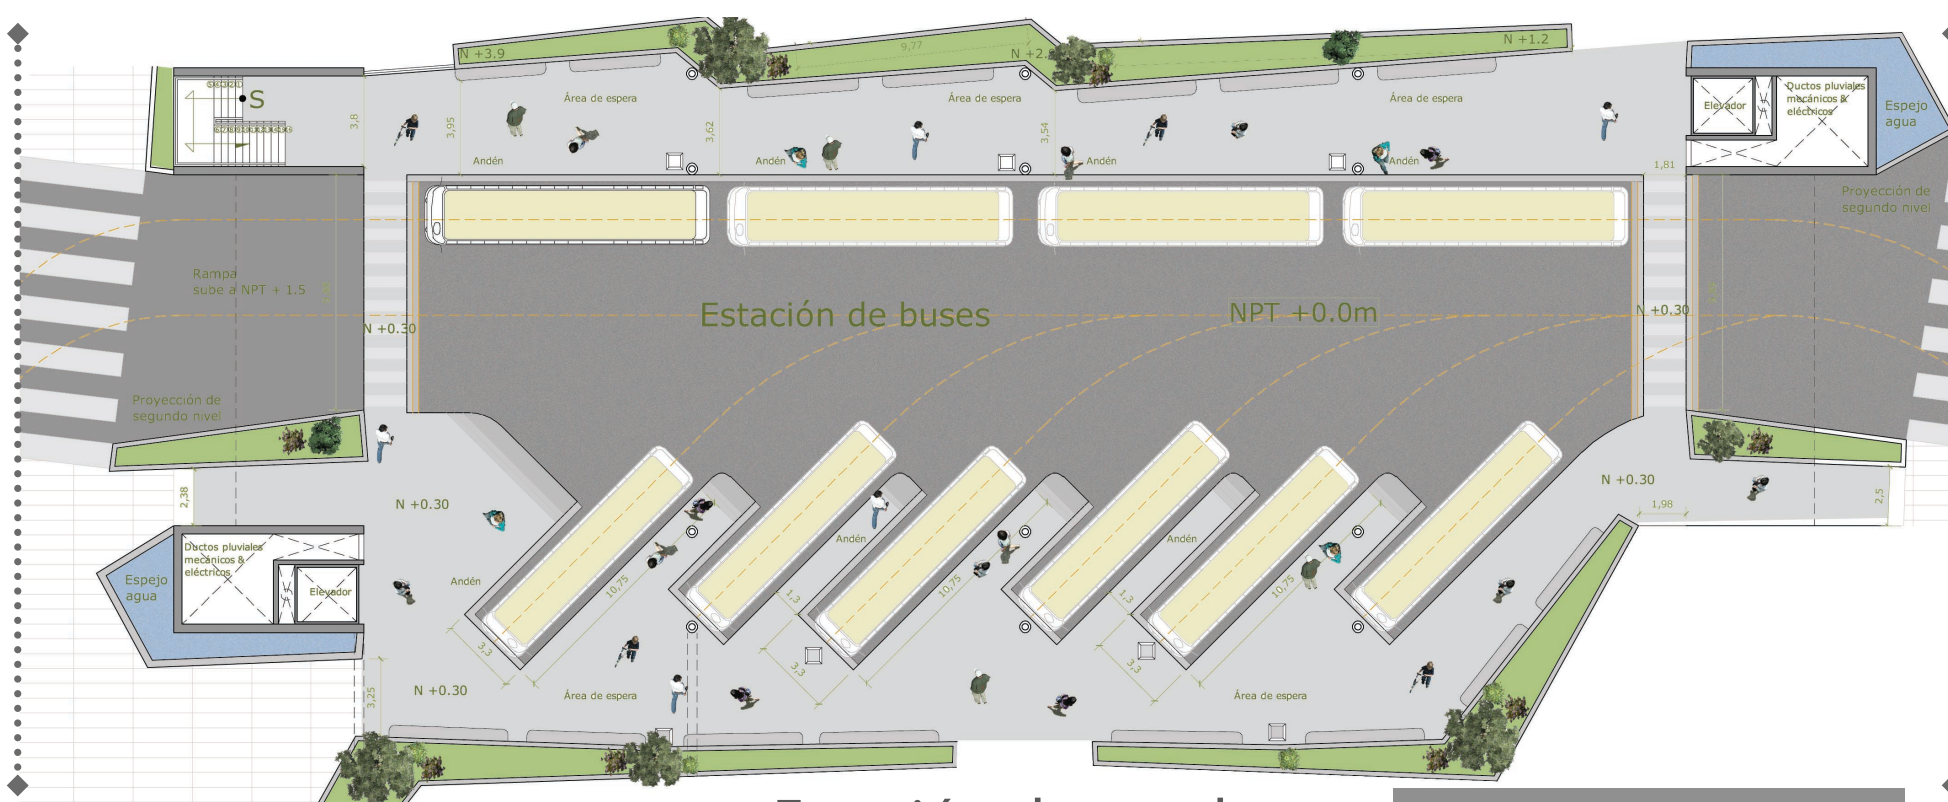 N +3.9
9,77
N +1.2
S
3,8
3,95
Área de espera
3,62
Área de espera
3,54
Área de espera
Andén
Andén
Andén
Andén
1,81
Elevador
Ductos pluviales
mecánicos &
eléctricos
Espejo
agua
Proyección de
segundo nivel
Rampa
sube a NPT + 1.5
Estación de buses
NPT +0.0m
N +0.30
N +0.30
Proyección de
segundo nivel
2,38
N +0.30
N +0.30
1,98
2,5
Ductos pluviales
mecánicos &
eléctricos
Espejo
agua
Elevador
Andén
Andén
Andén
10,75
10,75
10,75
1,3
1,3
3,3
3,3
3,3
3,25
N +0.30
Área de espera
Área de espera